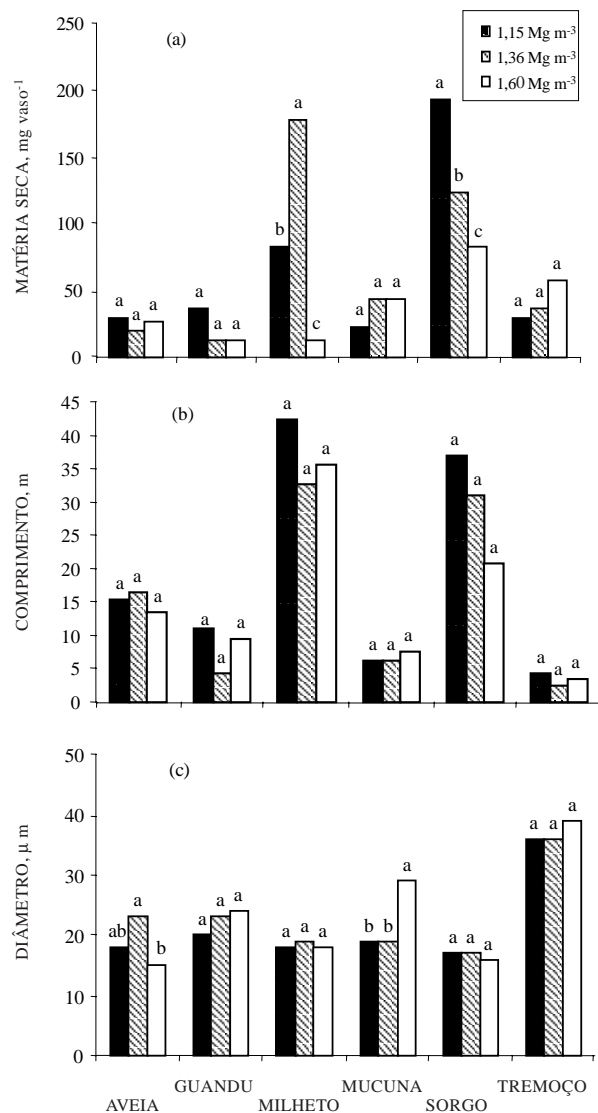 250
(a)
1,15 Mg m-3
1,36 Mg m-3
1,60 Mg m-3
200
150
100
50
0
MATÉRIA SECA, mg vaso-1
a a a a a a b a c a a a a b c a a a
45
(b)
40
35
30
25
20
15
10
5
0
COMPRIMENTO, m
a a a a a a a a a a a a a a a a a a
50
(c)
40
30
20
10
0
DIÂMETRO, µ m
ab a b a a a a a a b b a a a a a a a
AVEIA GUANDU MILHETO MUCUNA SORGO TREMOÇO